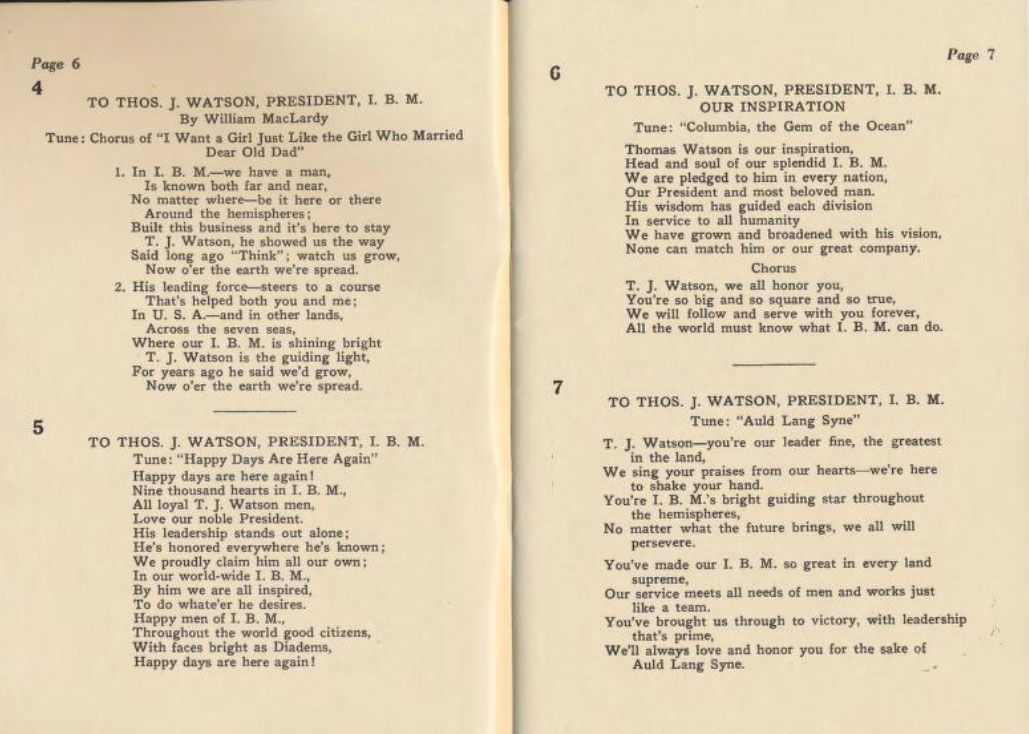 Page 6
4
TO THOS. J. WATSON, PRESIDENT, I. B. M.
By William MacLardy
Tune: Chorus of "I Want a Girl Just Like the Girl Who Married
Dear Old Dad"
1. In I. B. M.—we have a man,
Is known both far and near,
No matter where—be it here or there
Around the hemispheres;
Built this business and it's here to stay
T. J. Watson, he showed us the way
Said long ago "Think"; watch us grow,
Now o'er the earth we're spread.
2. His leading force—steers to a course
That's helped both you and me;
In U. S. A.—and in other lands,
Across the seven seas,
Where our I. B. M. is shining bright
T. J. Watson is the guiding light,
For years ago he said we'd grow,
Now o'er the earth we're spread.
5
TO THOS. J. WATSON, PRESIDENT, I. B. M.
Tune: "Happy Days Are Here Again"
Happy days are here again!
Nine thousand hearts in I. B. M.,
All loyal T. J. Watson men,
Love our noble President.
His leadership stands out alone;
He's honored everywhere he's known;
We proudly claim him all our own;
In our world-wide I. B. M.,
By him we are all inspired,
To do whate'er he desires.
Happy men of I. B. M.,
Throughout the world good citizens,
With faces bright as Diadems,
Happy days are here again!
Page 7
6
TO THOS. J. WATSON, PRESIDENT, I. B. M.
OUR INSPIRATION
Tune: "Columbia, the Gem of the Ocean"
Thomas Watson is our inspiration,
Head and soul of our splendid I. B. M.
We are pledged to him in every nation,
Our President and most beloved man.
His wisdom has guided each division
In service to all humanity
We have grown and broadened with his vision,
None can match him or our great company.
Chorus
T. J. Watson, we all honor you,
You're so big and so square and so true,
We will follow and serve with you forever,
All the world must know what I. B. M. can do.
7
TO THOS. J. WATSON, PRESIDENT, I. B. M.
Tune: "Auld Lang Syne"
T. J. Watson—you're our leader fine, the greatest
in the land,
We sing your praises from our hearts—we're here
to shake your hand.
You're I. B. M.'s bright guiding star throughout
the hemispheres,
No matter what the future brings, we all will
persevere.
You've made our I. B. M. so great in every land
supreme,
Our service meets all needs of men and works just
like a team.
You've brought us through to victory, with leadership
that's prime,
We'll always love and honor you for the sake of
Auld Lang Syne.